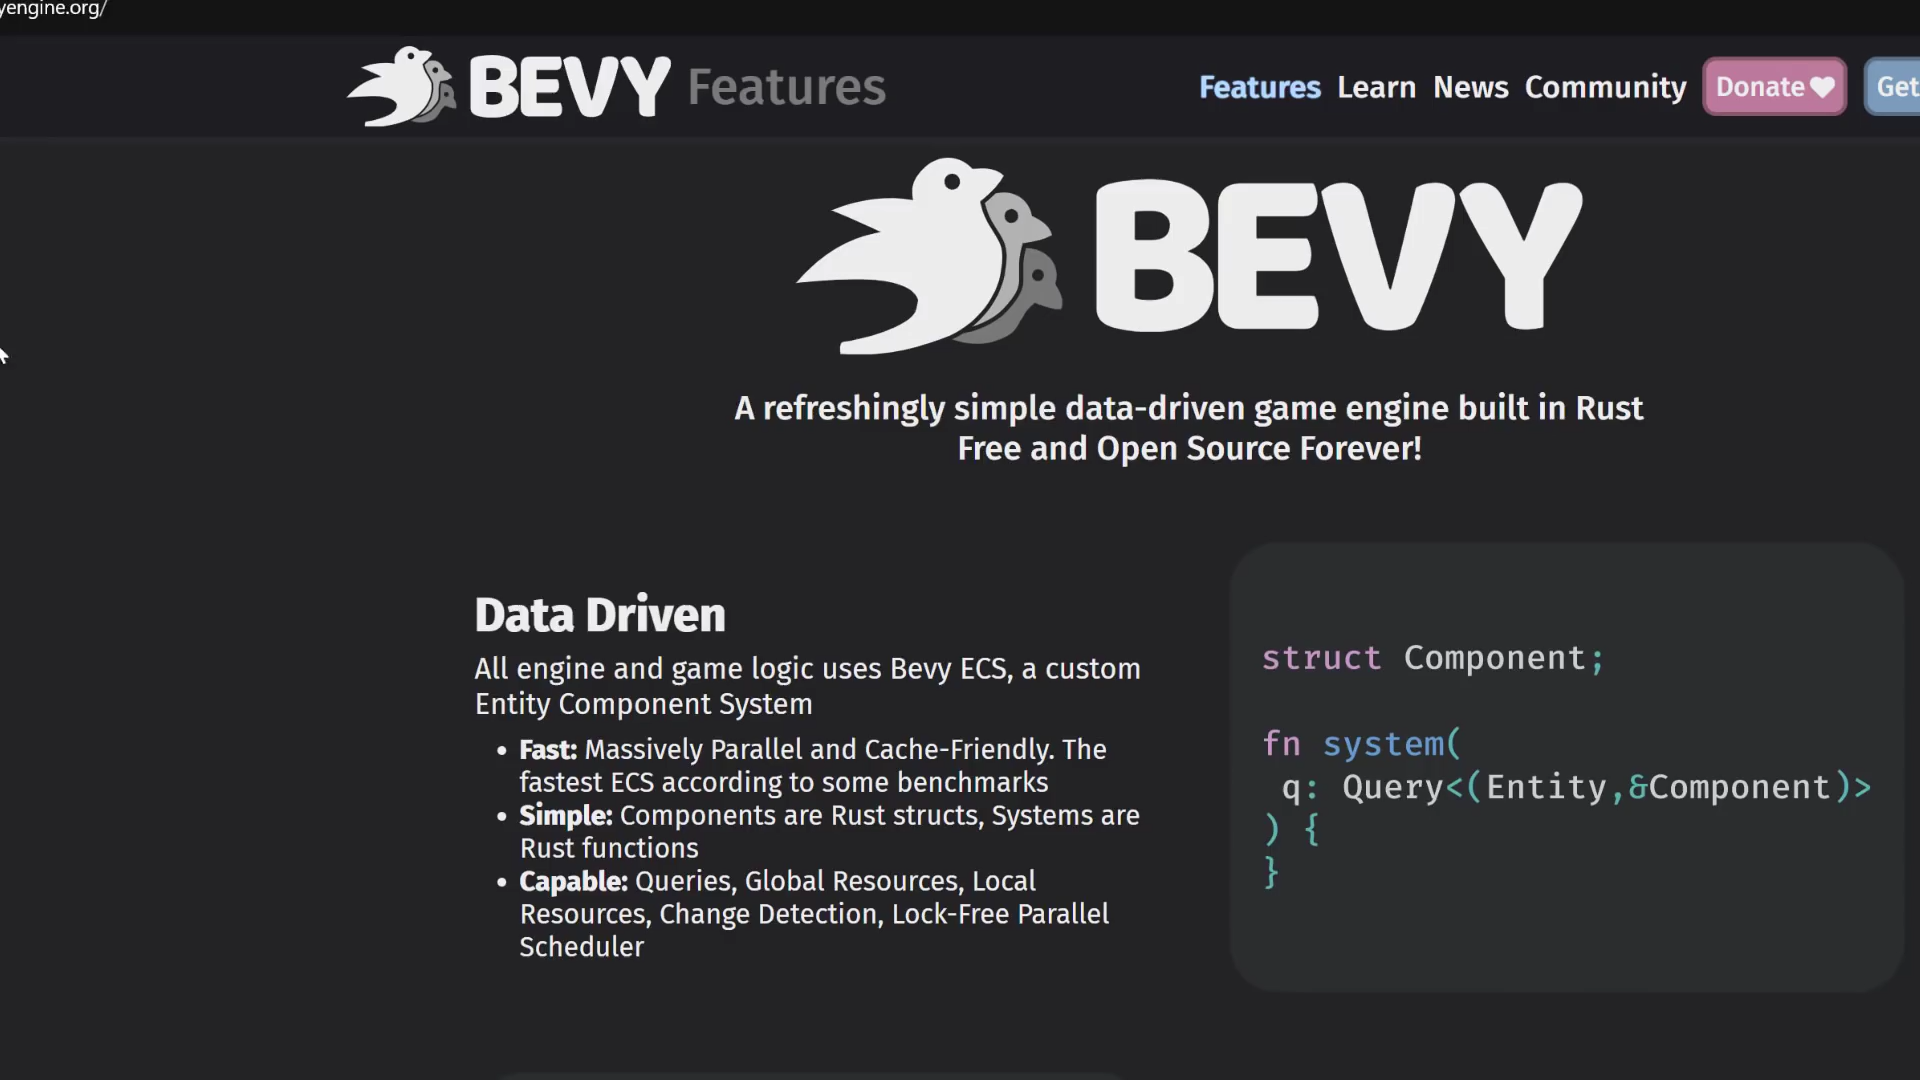 yengine.org/
BEVY Features
Features Learn News Community Donate Get
BEVY
A refreshingly simple data-driven game engine built in Rust
Free and Open Source Forever!
Data Driven
All engine and game logic uses Bevy ECS, a custom
Entity Component System
• Fast: Massively Parallel and Cache-Friendly. The
fastest ECS according to some benchmarks
• Simple: Components are Rust structs, Systems are
Rust functions
• Capable: Queries, Global Resources, Local
Resources, Change Detection, Lock-Free Parallel
Scheduler
struct Component;
fn system(
q: Query<(Entity,&Component)>
) {
}